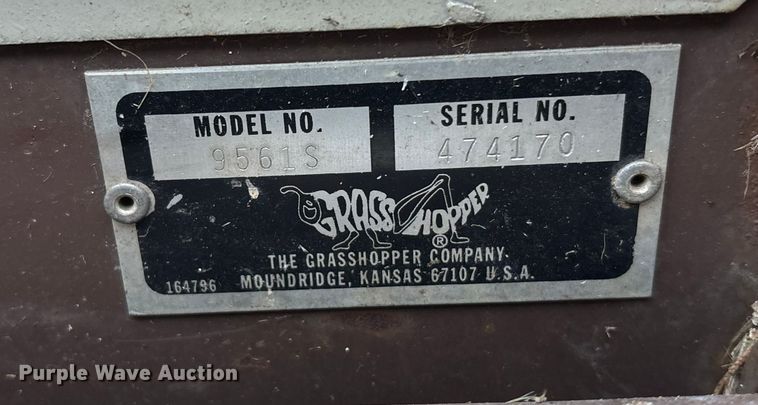 MODEL NO.
9561S
SERIAL NO.
474170
GRASSHOPPER®
THE GRASSHOPPER COMPANY
MOUNDRIDGE, KANSAS 67107 U.S.A.
164796
Purple Wave Auction